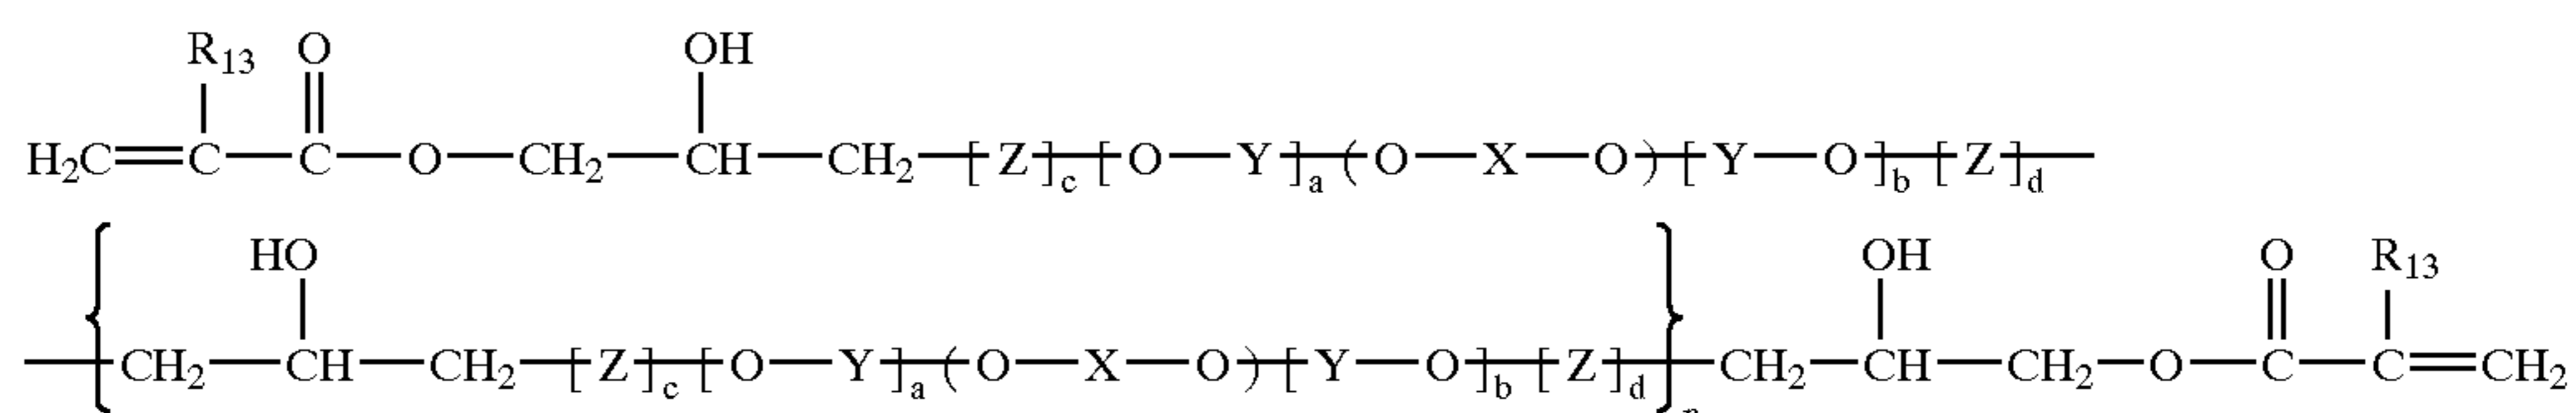 R13 O OH
H2C=C—C—O—CH2—CH—CH2—[Z]c[O—Y]a(O—X—O)[Y—O]b[Z]d—
HO OH O R13
—{CH2—CH—CH2—[Z]c[O—Y]a(O—X—O)[Y—O]b[Z]d}CH2—CH—CH2—O—C—C=CH2